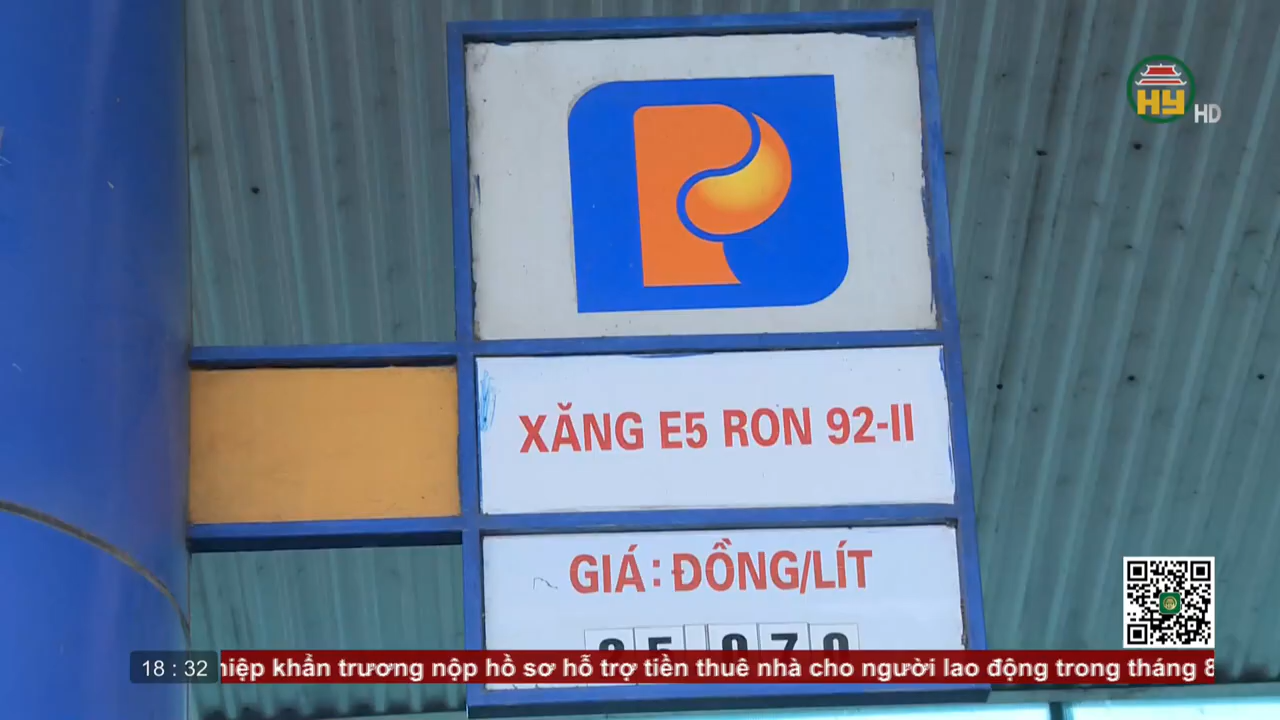 HY HD
XĂNG E5 RON 92-II
GIÁ: ĐỒNG/LÍT
18 : 32
khẩn trương nộp hồ sơ hỗ trợ tiền thuê nhà cho người lao động trong tháng 8